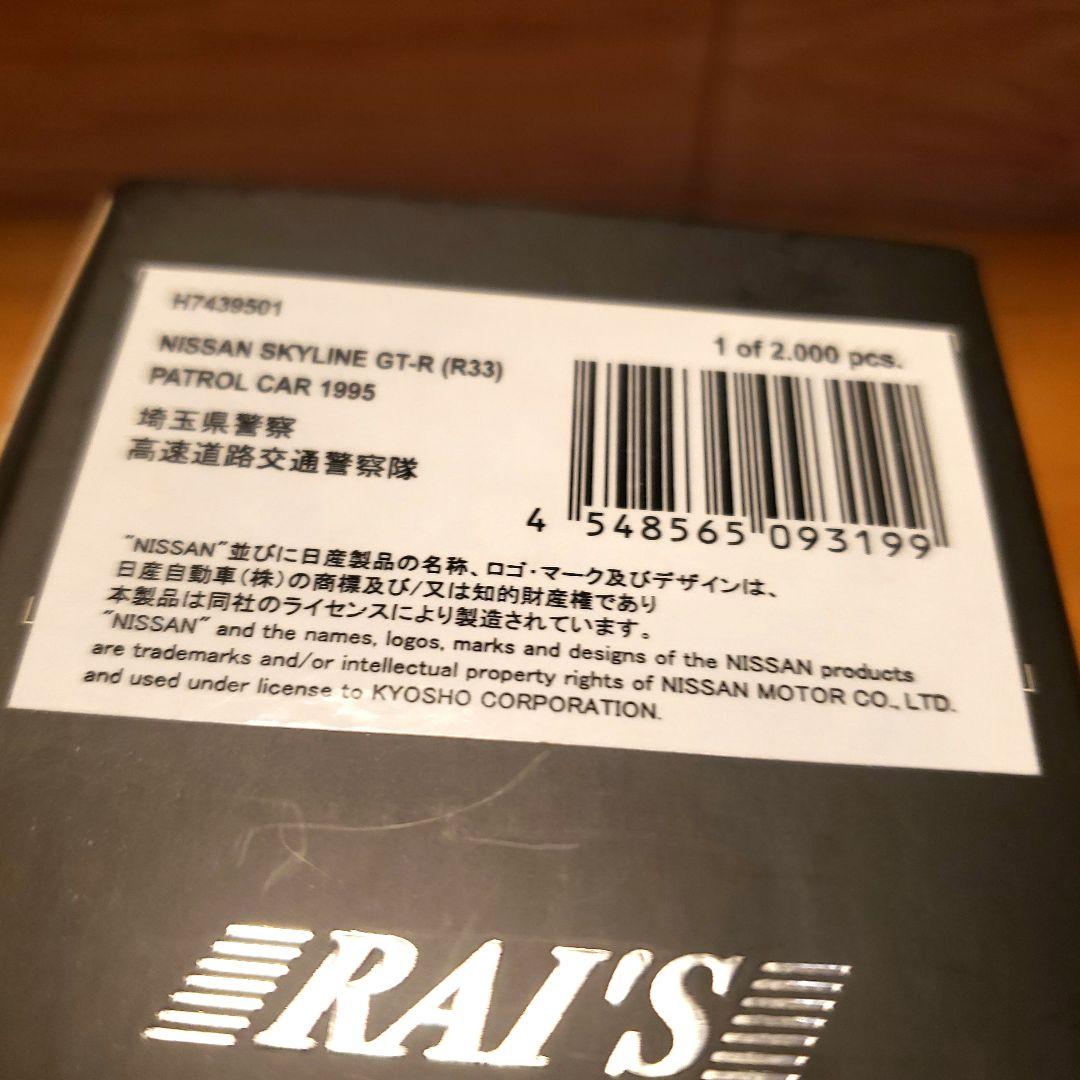 H7439501
NISSAN SKYLINE GT-R (R33)
PATROL CAR 1995
埼玉県警察
高速道路交通警察隊
1 of 2.000 pcs.
4 548565 093199
"NISSAN"並びに日産製品の名称、ロゴ・マーク及びデザインは、
日産自動車(株)の商標及び/又は知的財産権であり
本製品は同社のライセンスにより製造されています。
"NISSAN" and the names, logos, marks and designs of the NISSAN products
are trademarks and/or intellectual property rights of NISSAN MOTOR CO., LTD.
and used under license to KYOSHO CORPORATION.
RAI'S